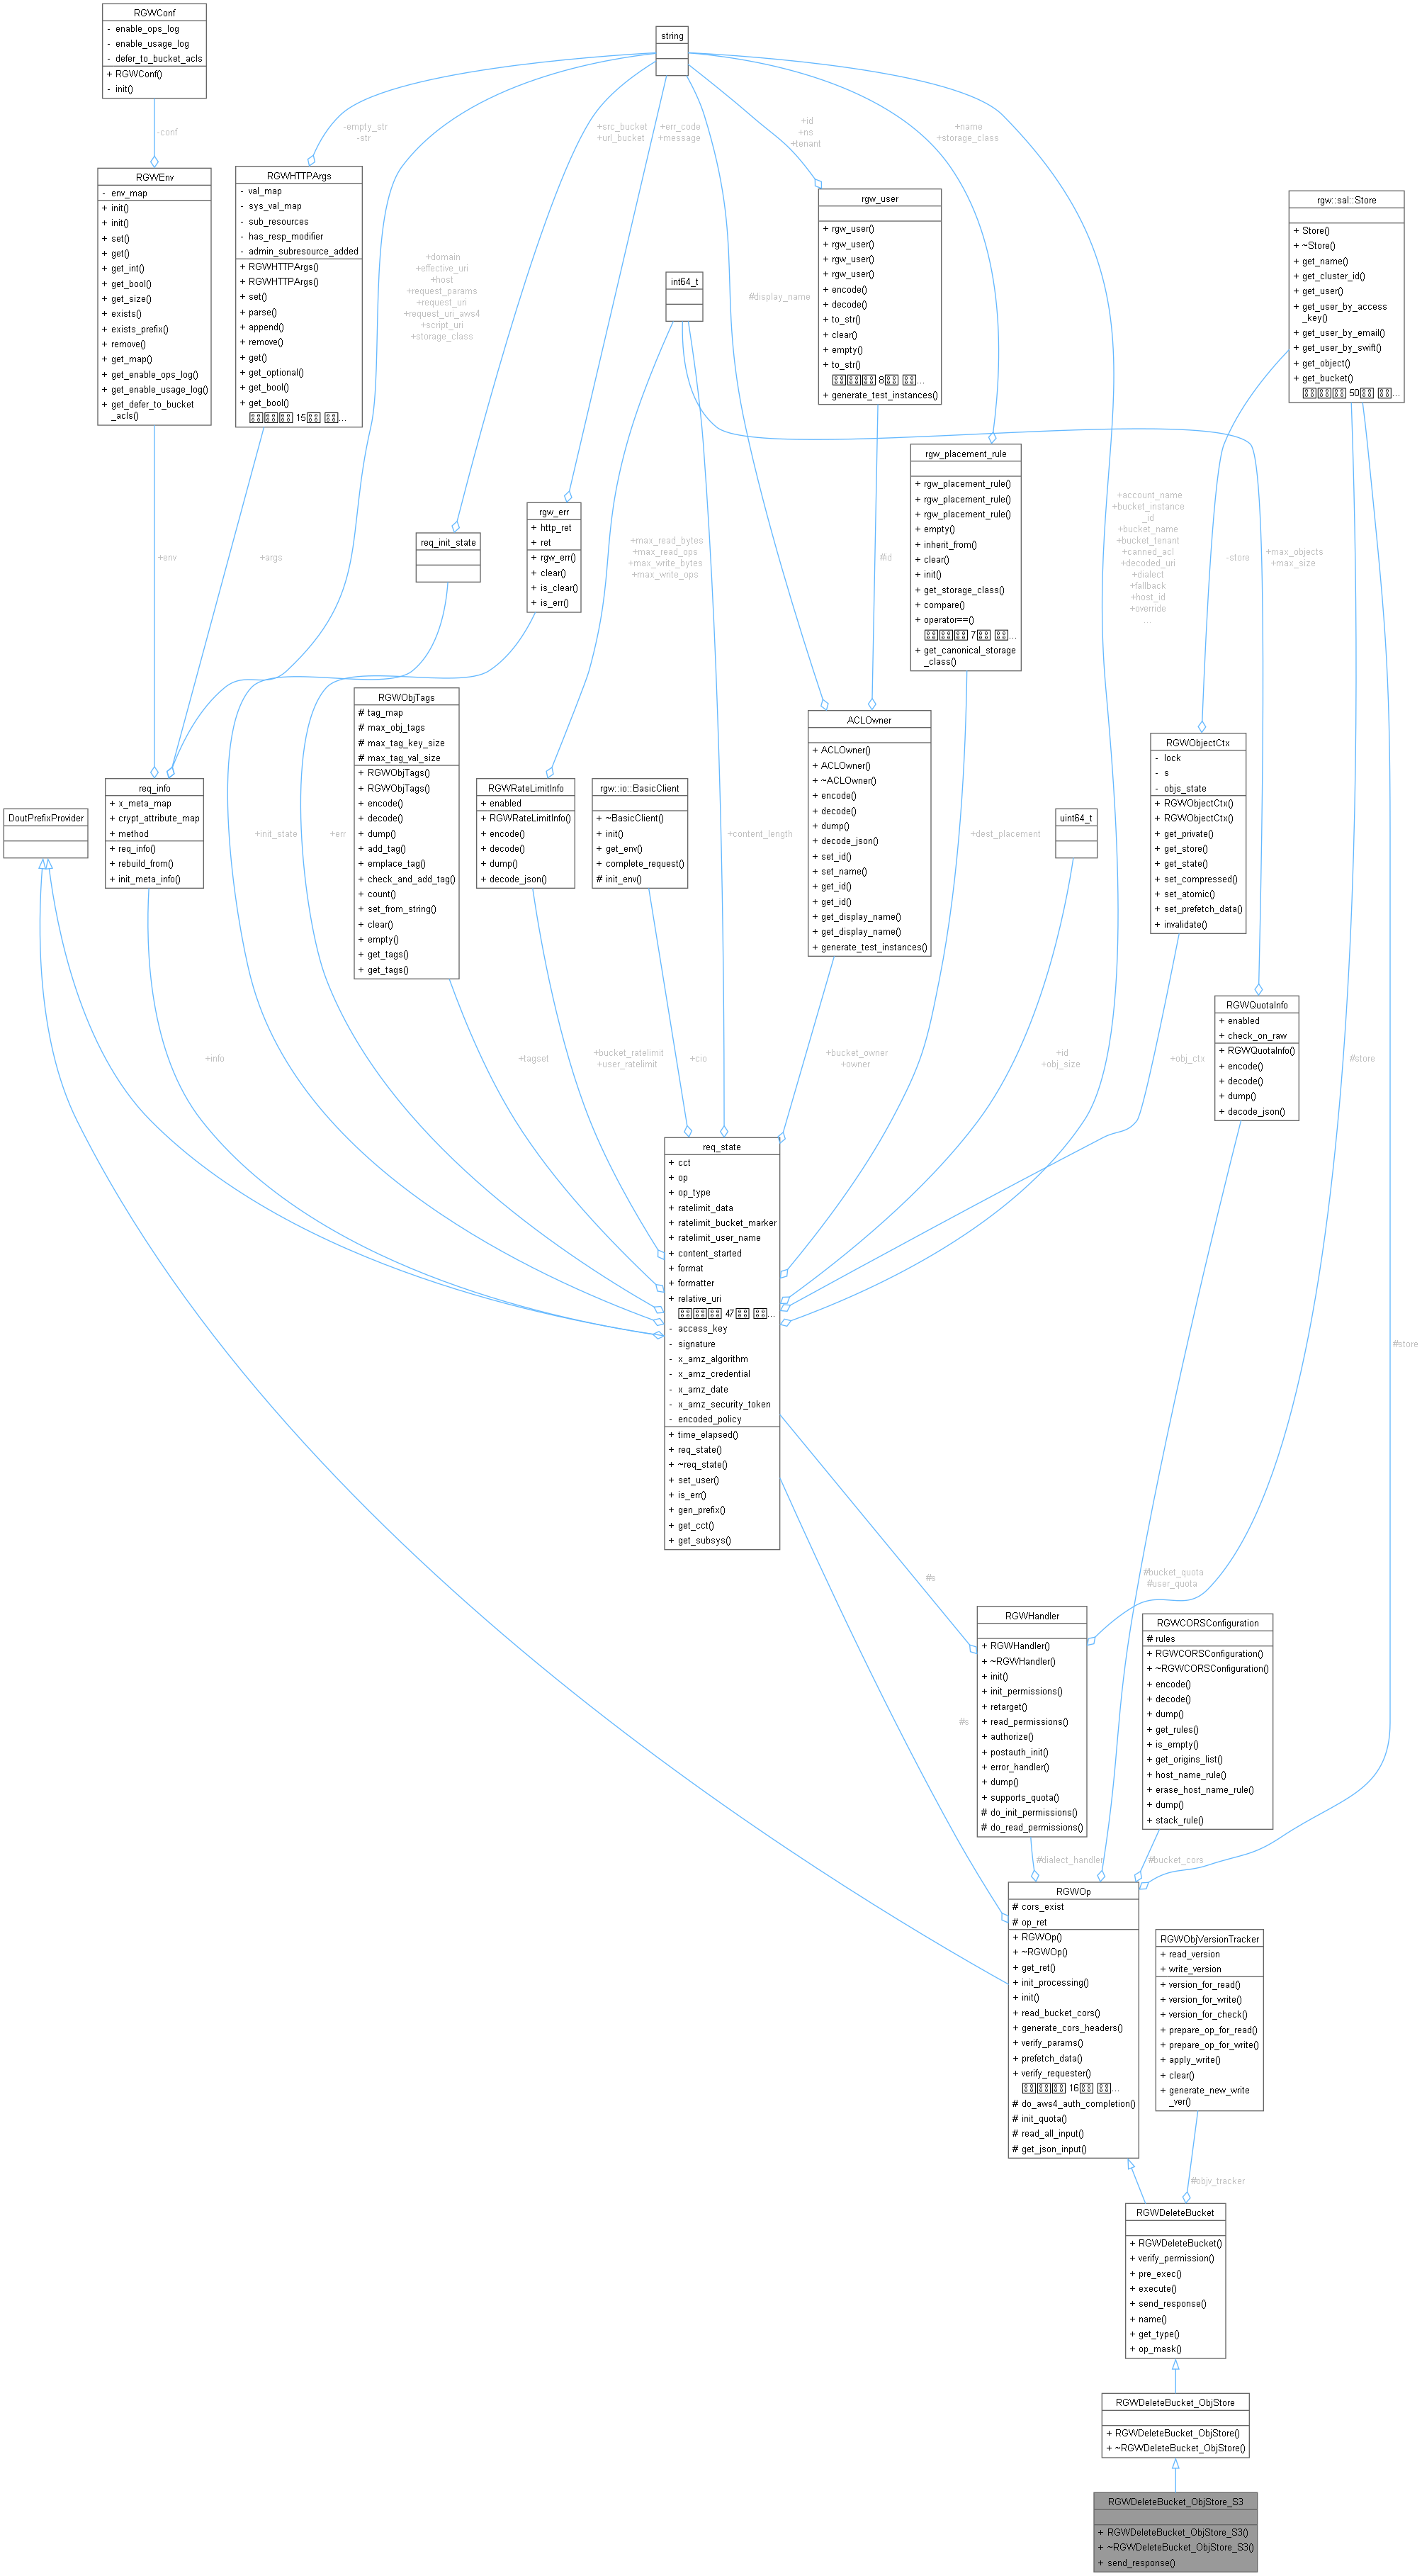 RGWConf
- enable_ops_log
- enable_usage_log
- defer_to_bucket_acls
+ RGWConf()
- init()
string
-conf
-empty_str
-str
+src_bucket
+url_bucket
+err_code
+message
+id
+ns
+tenant
+name
+storage_class
RGWEnv
- env_map
+ init()
+ init()
+ set()
+ get()
+ get_int()
+ get_bool()
+ get_size()
+ exists()
+ exists_prefix()
+ remove()
+ get_map()
+ get_enable_ops_log()
+ get_enable_usage_log()
+ get_defer_to_bucket
_acls()
RGWHTTPArgs
- val_map
- sys_val_map
- sub_resources
- has_resp_modifier
- admin_subresource_added
+ RGWHTTPArgs()
+ RGWHTTPArgs()
+ set()
+ parse()
+ append()
+ remove()
+ get()
+ get_optional()
+ get_bool()
+ get_bool()
15
...
+domain
+effective_uri
+host
+request_params
+request_uri
+request_uri_aws4
+script_uri
+storage_class
int64_t
#display_name
rgw_user
+ rgw_user()
+ rgw_user()
+ rgw_user()
+ rgw_user()
+ encode()
+ decode()
+ to_str()
+ clear()
+ empty()
+ to_str()
8
...
+ generate_test_instances()
rgw::sal::Store
+ Store()
+ ~Store()
+ get_name()
+ get_cluster_id()
+ get_user()
+ get_user_by_access
_key()
+ get_user_by_email()
+ get_user_by_swift()
+ get_object()
+ get_bucket()
50
...
+env
+args
req_init_state
rgw_err
+ http_ret
+ ret
+ rgw_err()
+ clear()
+ is_clear()
+ is_err()
+max_read_bytes
+max_read_ops
+max_write_bytes
+max_write_ops
#id
rgw_placement_rule
+ rgw_placement_rule()
+ rgw_placement_rule()
+ rgw_placement_rule()
+ empty()
+ inherit_from()
+ clear()
+ init()
+ get_storage_class()
+ compare()
+ operator==()
7
...
+ get_canonical_storage
_class()
+account_name
+bucket_instance
_id
+bucket_name
+bucket_tenant
+canned_acl
+decoded_uri
+dialect
+fallback
+host_id
+override
...
-store
+max_objects
+max_size
DoutPrefixProvider
req_info
+ x_meta_map
+ crypt_attribute_map
+ method
+ req_info()
+ rebuild_from()
+ init_meta_info()
+init_state
+err
RGWObjTags
# tag_map
# max_obj_tags
# max_tag_key_size
# max_tag_val_size
+ RGWObjTags()
+ RGWObjTags()
+ encode()
+ decode()
+ dump()
+ add_tag()
+ emplace_tag()
+ check_and_add_tag()
+ count()
+ set_from_string()
+ clear()
+ empty()
+ get_tags()
+ get_tags()
RGWRateLimitInfo
+ enabled
+ RGWRateLimitInfo()
+ encode()
+ decode()
+ dump()
+ decode_json()
rgw::io::BasicClient
+ ~BasicClient()
+ init()
+ get_env()
+ complete_request()
# init_env()
+content_length
ACLOwner
+ ACLOwner()
+ ACLOwner()
+ ~ACLOwner()
+ encode()
+ decode()
+ dump()
+ decode_json()
+ set_id()
+ set_name()
+ get_id()
+ get_id()
+ get_display_name()
+ get_display_name()
+ generate_test_instances()
+dest_placement
uint64_t
RGWObjectCtx
- lock
- s
- objs_state
+ RGWObjectCtx()
+ RGWObjectCtx()
+ get_private()
+ get_store()
+ get_state()
+ set_compressed()
+ set_atomic()
+ set_prefetch_data()
+ invalidate()
RGWQuotaInfo
+ enabled
+ check_on_raw
+ RGWQuotaInfo()
+ encode()
+ decode()
+ dump()
+ decode_json()
+info
+tagset
+bucket_ratelimit
+user_ratelimit
+cio
+bucket_owner
+owner
+id
+obj_size
+obj_ctx
#store
req_state
+ cct
+ op
+ op_type
+ ratelimit_data
+ ratelimit_bucket_marker
+ ratelimit_user_name
+ content_started
+ format
+ formatter
+ relative_uri
47
...
- access_key
- signature
- x_amz_algorithm
- x_amz_credential
- x_amz_date
- x_amz_security_token
- encoded_policy
+ time_elapsed()
+ req_state()
+ ~req_state()
+ set_user()
+ is_err()
+ gen_prefix()
+ get_cct()
+ get_subsys()
#store
#s
#bucket_quota
#user_quota
RGWHandler
+ RGWHandler()
+ ~RGWHandler()
+ init()
+ init_permissions()
+ retarget()
+ read_permissions()
+ authorize()
+ postauth_init()
+ error_handler()
+ dump()
+ supports_quota()
# do_init_permissions()
# do_read_permissions()
RGWCORSConfiguration
# rules
+ RGWCORSConfiguration()
+ ~RGWCORSConfiguration()
+ encode()
+ decode()
+ dump()
+ get_rules()
+ is_empty()
+ get_origins_list()
+ host_name_rule()
+ erase_host_name_rule()
+ dump()
+ stack_rule()
#s
#dialect_handler
#bucket_cors
RGWOp
# cors_exist
# op_ret
+ RGWOp()
+ ~RGWOp()
+ get_ret()
+ init_processing()
+ init()
+ read_bucket_cors()
+ generate_cors_headers()
+ verify_params()
+ prefetch_data()
+ verify_requester()
16
...
# do_aws4_auth_completion()
# init_quota()
# read_all_input()
# get_json_input()
RGWObjVersionTracker
+ read_version
+ write_version
+ version_for_read()
+ version_for_write()
+ version_for_check()
+ prepare_op_for_read()
+ prepare_op_for_write()
+ apply_write()
+ clear()
+ generate_new_write
_ver()
#objv_tracker
RGWDeleteBucket
+ RGWDeleteBucket()
+ verify_permission()
+ pre_exec()
+ execute()
+ send_response()
+ name()
+ get_type()
+ op_mask()
RGWDeleteBucket_ObjStore
+ RGWDeleteBucket_ObjStore()
+ ~RGWDeleteBucket_ObjStore()
RGWDeleteBucket_ObjStore_S3
+ RGWDeleteBucket_ObjStore_S3()
+ ~RGWDeleteBucket_ObjStore_S3()
+ send_response()